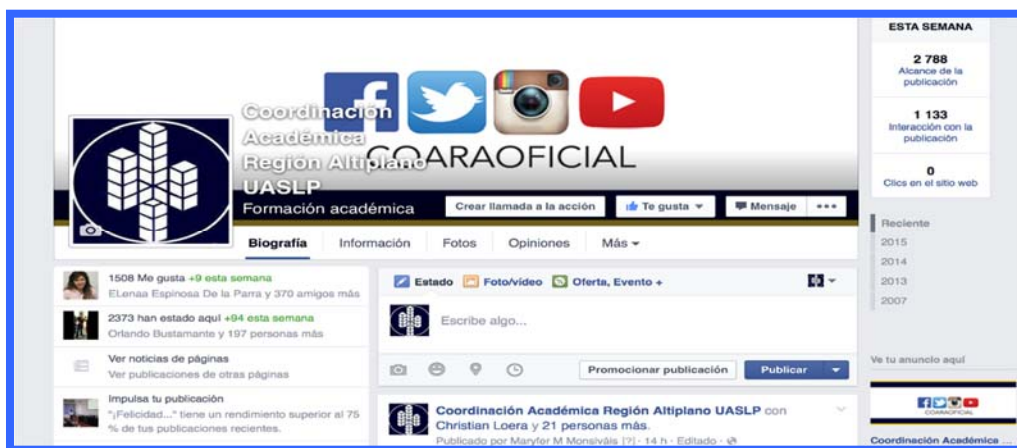 COARAOFICIAL
Coordinación
Académica
Región Altiplano
UASLP
Formación académica
Crear llamada a la acción
Te gusta
Mensaje
Biografía
Información
Fotos
Opiniones
Más
1508 Me gusta +9 esta semana
ELenaa Espinosa De la Parra y 370 amigos más
2373 han estado aquí +94 esta semana
Orlando Bustamante y 197 personas más
Ver noticias de páginas
Ver publicaciones de otras páginas
Impulsa tu publicación
"¡Felicidad..." tiene un rendimiento superior al 75
% de tus publicaciones recientes.
Estado
Foto/vídeo
Oferta, Evento +
Escribe algo...
Promocionar publicación
Publicar
Coordinación Académica Región Altiplano UASLP con
Christian Loera y 21 personas más.
Publicado por Maryfer M Monsiváis [?] · 14 h · Editado ·
ESTA SEMANA
2 788
Alcance de la
publicación
1 133
Interacción con la
publicación
0
Clics en el sitio web
Reciente
2015
2014
2013
2007
Ve tu anuncio aquí
COARAOFICIAL
Coordinación Académica ...